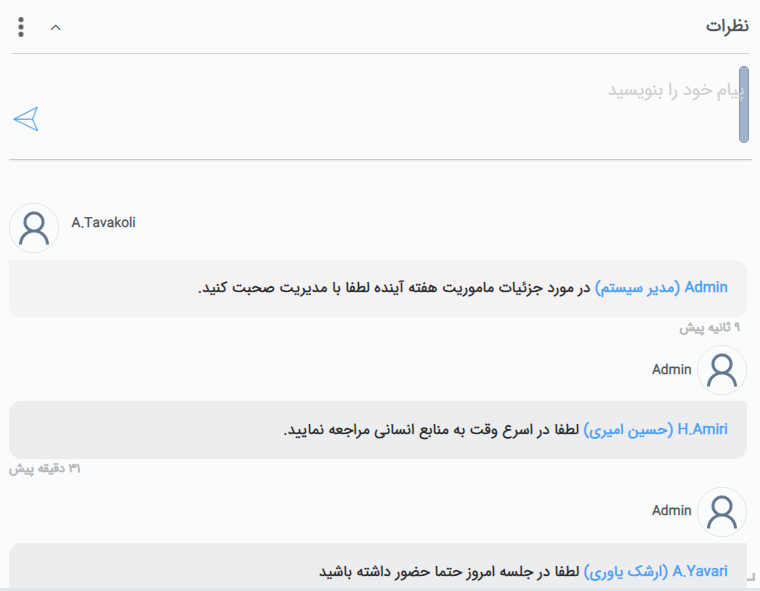 نظرات
پیام خود را بنویسید
A.Tavakoli
Admin (مدیر سیستم) در مورد جزئیات ماموریت هفته آینده لطفا با مدیریت صحبت کنید.
۹ ثانیه پیش
Admin
H.Amiri (حسین امیری) لطفا در اسرع وقت به منابع انسانی مراجعه نمایید.
۳۱ دقیقه پیش
Admin
A.Yavari (ارشک یاوری) لطفا در جلسه امروز حتما حضور داشته باشید